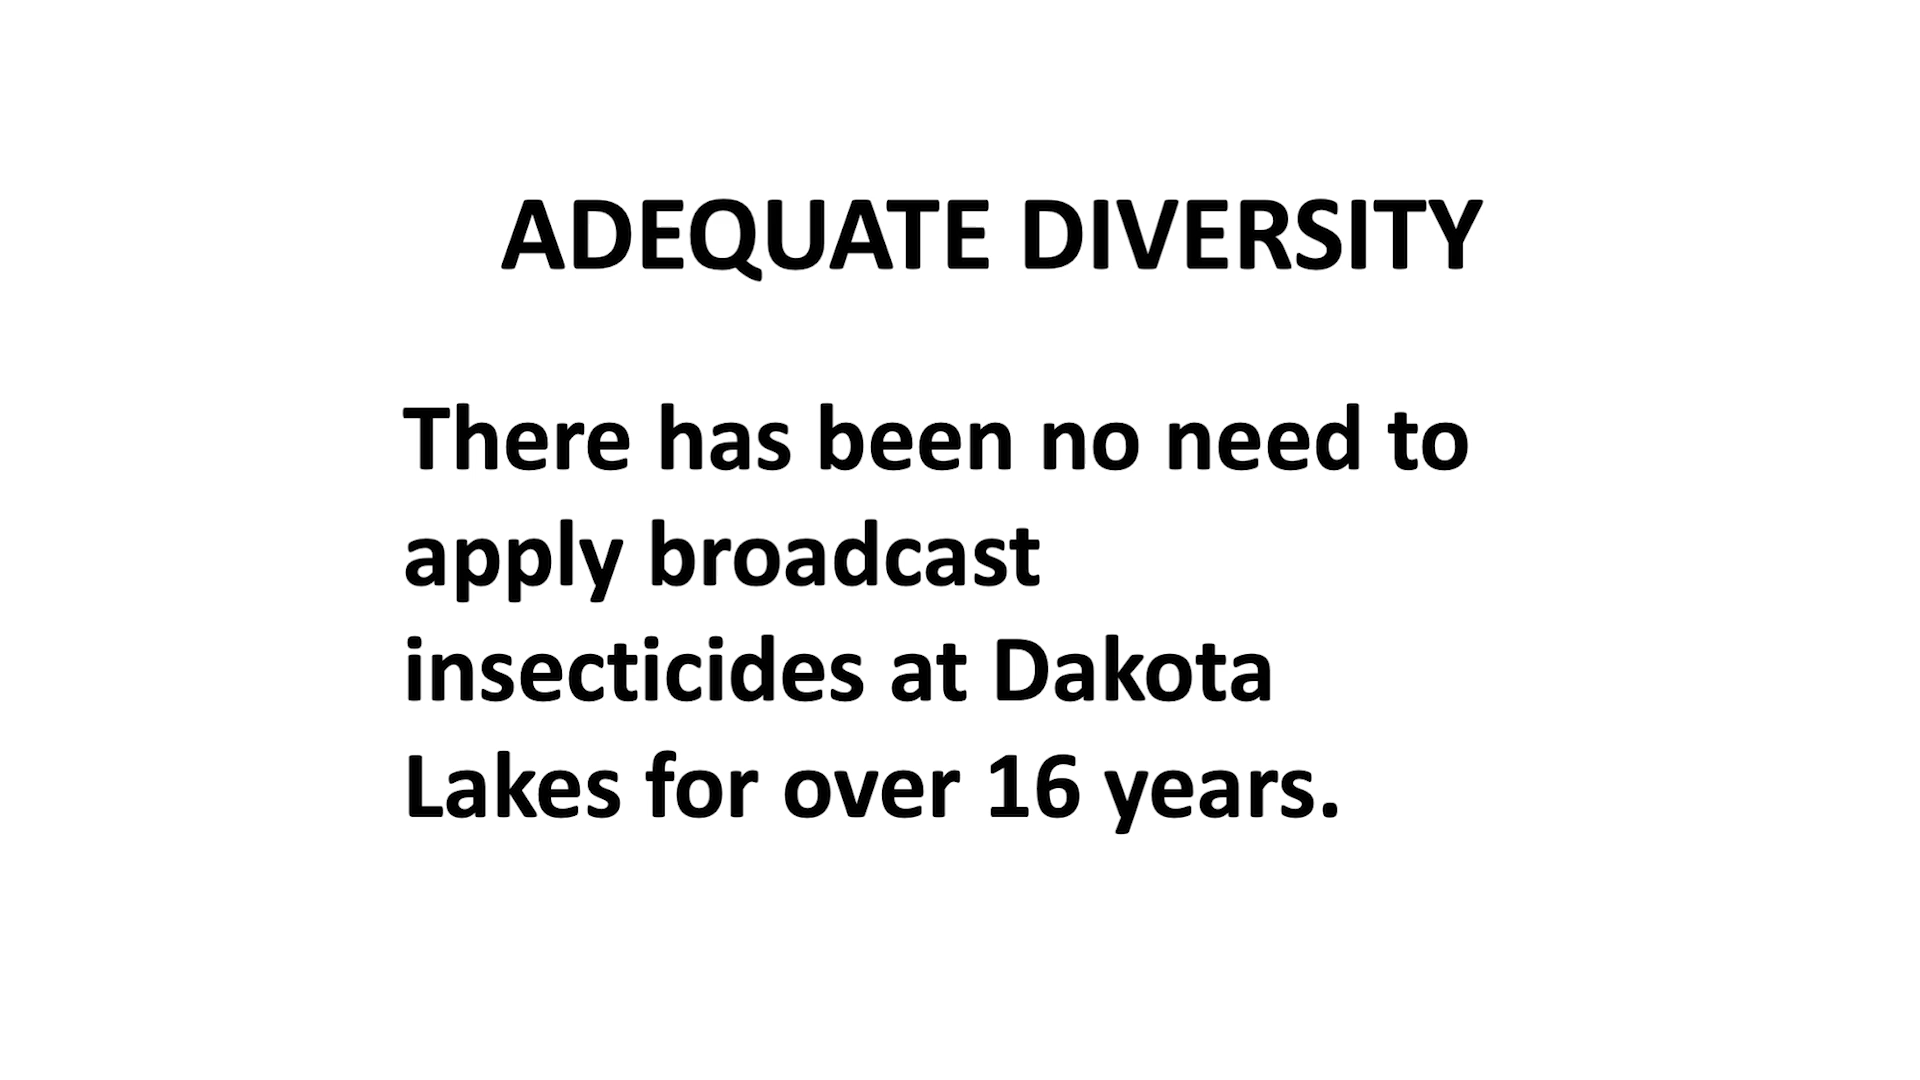 ADEQUATE DIVERSITY
There has been no need to
apply broadcast
insecticides at Dakota
Lakes for over 16 years.